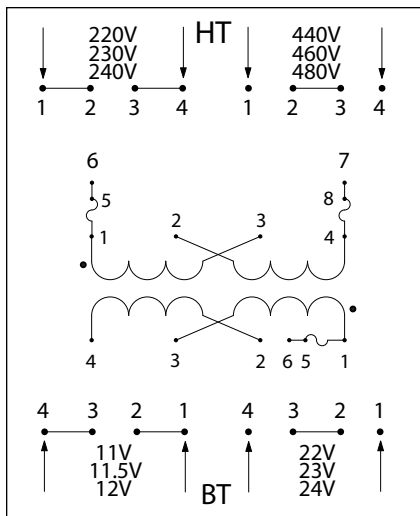 220V HT 440V
230V 460V
240V 480V
1 2 3 4 1 2 3 4
6 7
5 8
1 2 3 4
4 3 2 6 5 1
4 3 2 1 4 3 2 1
11V 22V
11.5V 23V
12V BT 24V